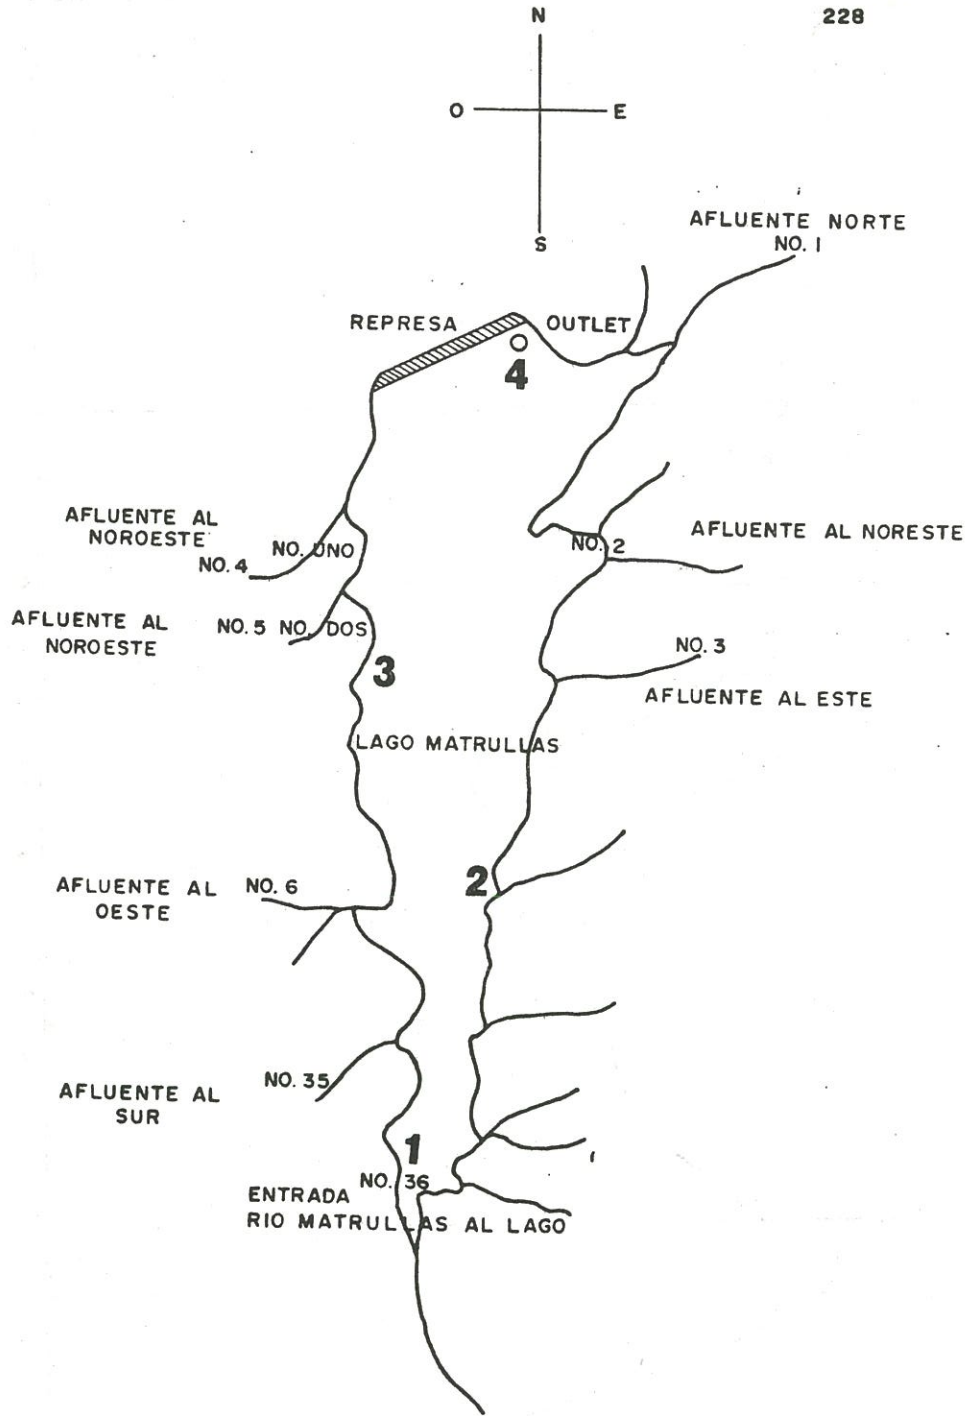 N
228
O
E
S
AFLUENTE NORTE
NO. 1
REPRESA
OUTLET
4
AFLUENTE AL
NOROESTE
NO. UNO
NO. 4
NO. 2
AFLUENTE AL NORESTE
AFLUENTE AL
NOROESTE
NO. 5 NO. DOS
3
NO. 3
AFLUENTE AL ESTE
LAGO MATRULLAS
2
AFLUENTE AL
OESTE
NO. 6
NO. 35
AFLUENTE AL
SUR
1
NO. 36
ENTRADA
RIO MATRULLAS AL LAGO